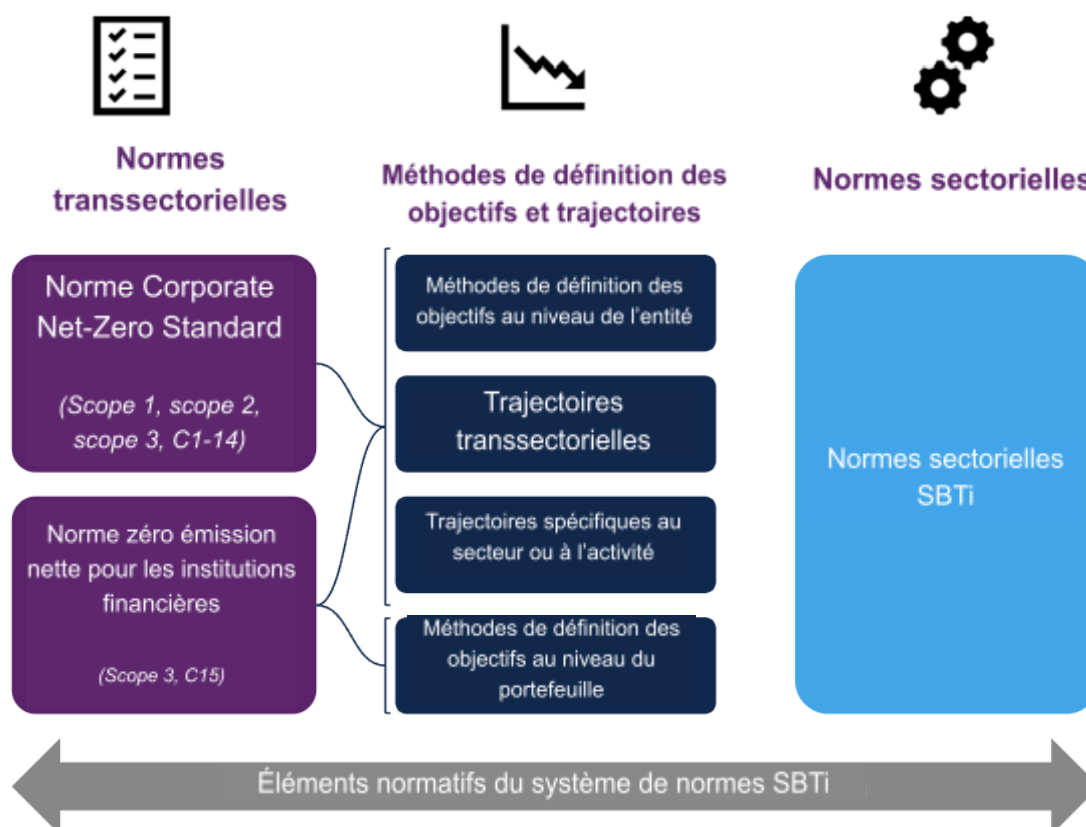 Normes
transsectorielles
Méthodes de définition des
objectifs et trajectoires
Normes sectorielles
Norme Corporate
Net-Zero Standard
(Scope 1, scope 2,
scope 3, C1-14)
Norme zéro émission
nette pour les institutions
financières
(Scope 3, C15)
Méthodes de définition des
objectifs au niveau de l'entité
Trajectoires
transsectorielles
Trajectoires spécifiques au
secteur ou à l'activité
Méthodes de définition des
objectifs au niveau du
portefeuille
Normes sectorielles
SBTi
Éléments normatifs du système de normes SBTi